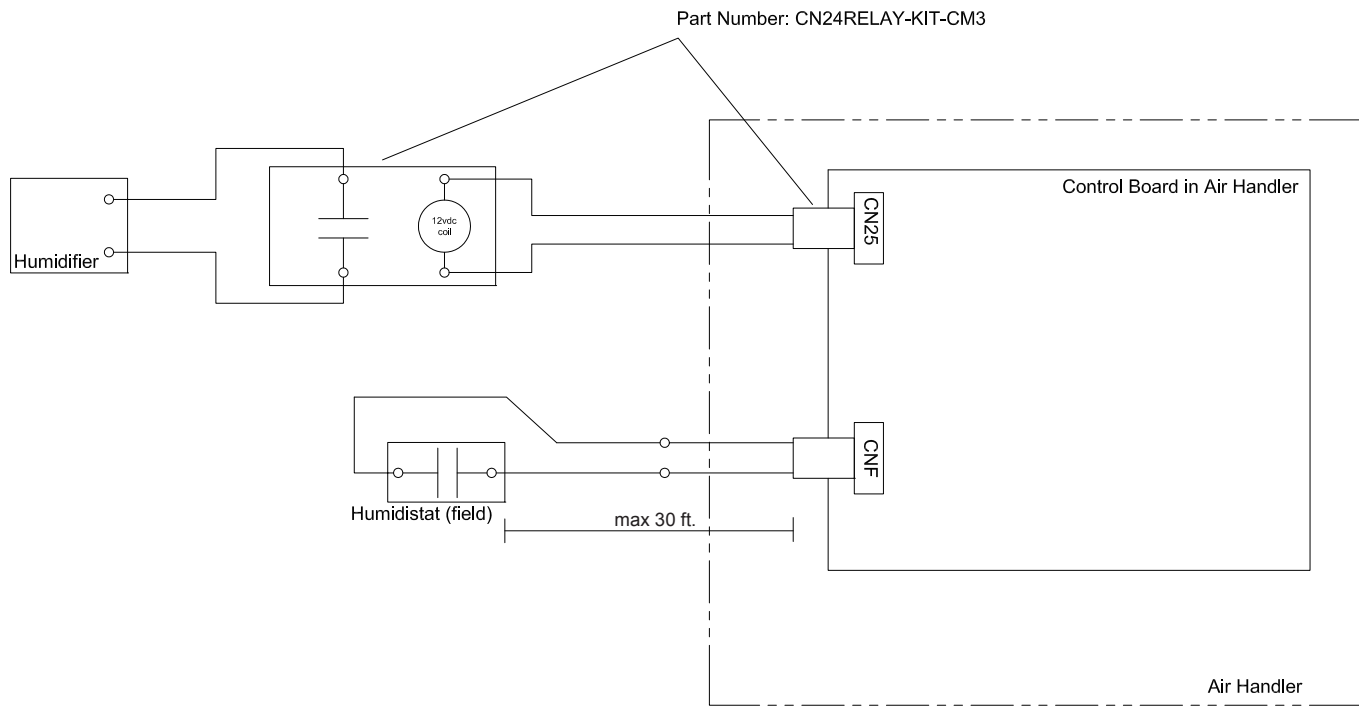 Part Number: CN24RELAY-KIT-CM3
Control Board in Air Handler
CN25
12vdc
coil
Humidifier
CNF
Humidistat (field)
max 30 ft.
Air Handler